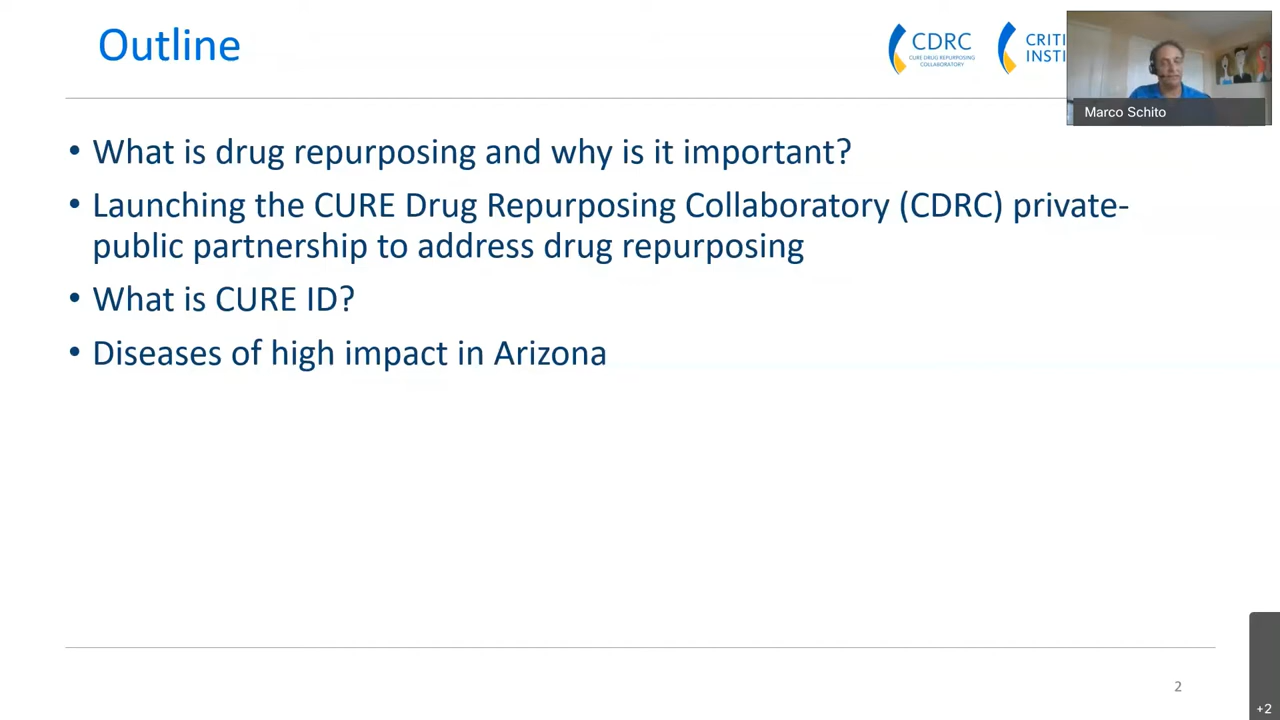 Outline
CDRC
CURE DRUG REPURPOSING
COLLABORATORY
CRITI
INSTI
Marco Schito
• What is drug repurposing and why is it important?
• Launching the CURE Drug Repurposing Collaboratory (CDRC) private-
public partnership to address drug repurposing
• What is CURE ID?
• Diseases of high impact in Arizona
2
+2